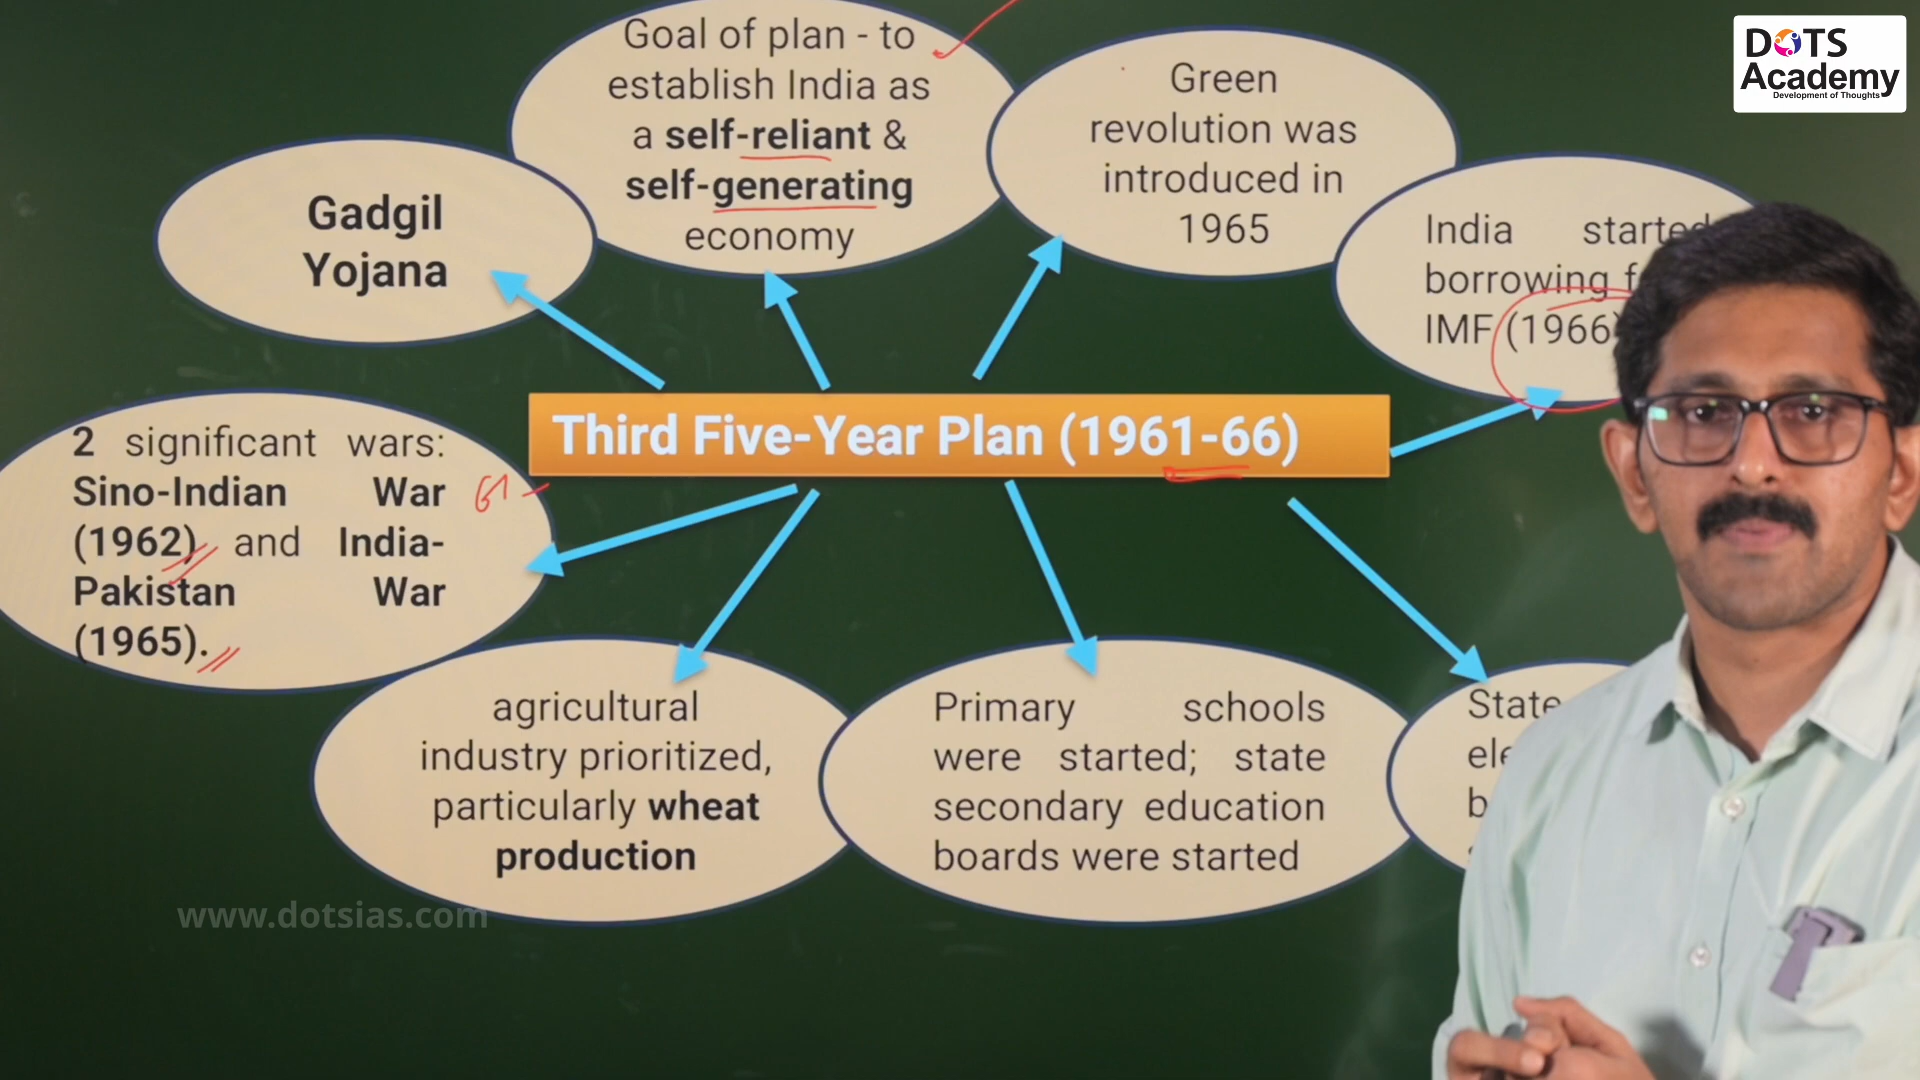 Goal of plan - to
establish India as
a self-reliant &
self-generating
economy
Green
revolution was
introduced in
1965
DOTS
Academy
Development of Thoughts
Gadgil
Yojana
India started
borrowing
IMF (1966)
Third Five-Year Plan (1961-66)
2 significant wars:
Sino-Indian War
(1962) and India-
Pakistan War
(1965).
61 -
agricultural
industry prioritized,
particularly wheat
production
Primary schools
were started; state
secondary education
boards were started
State
www.dotsias.com